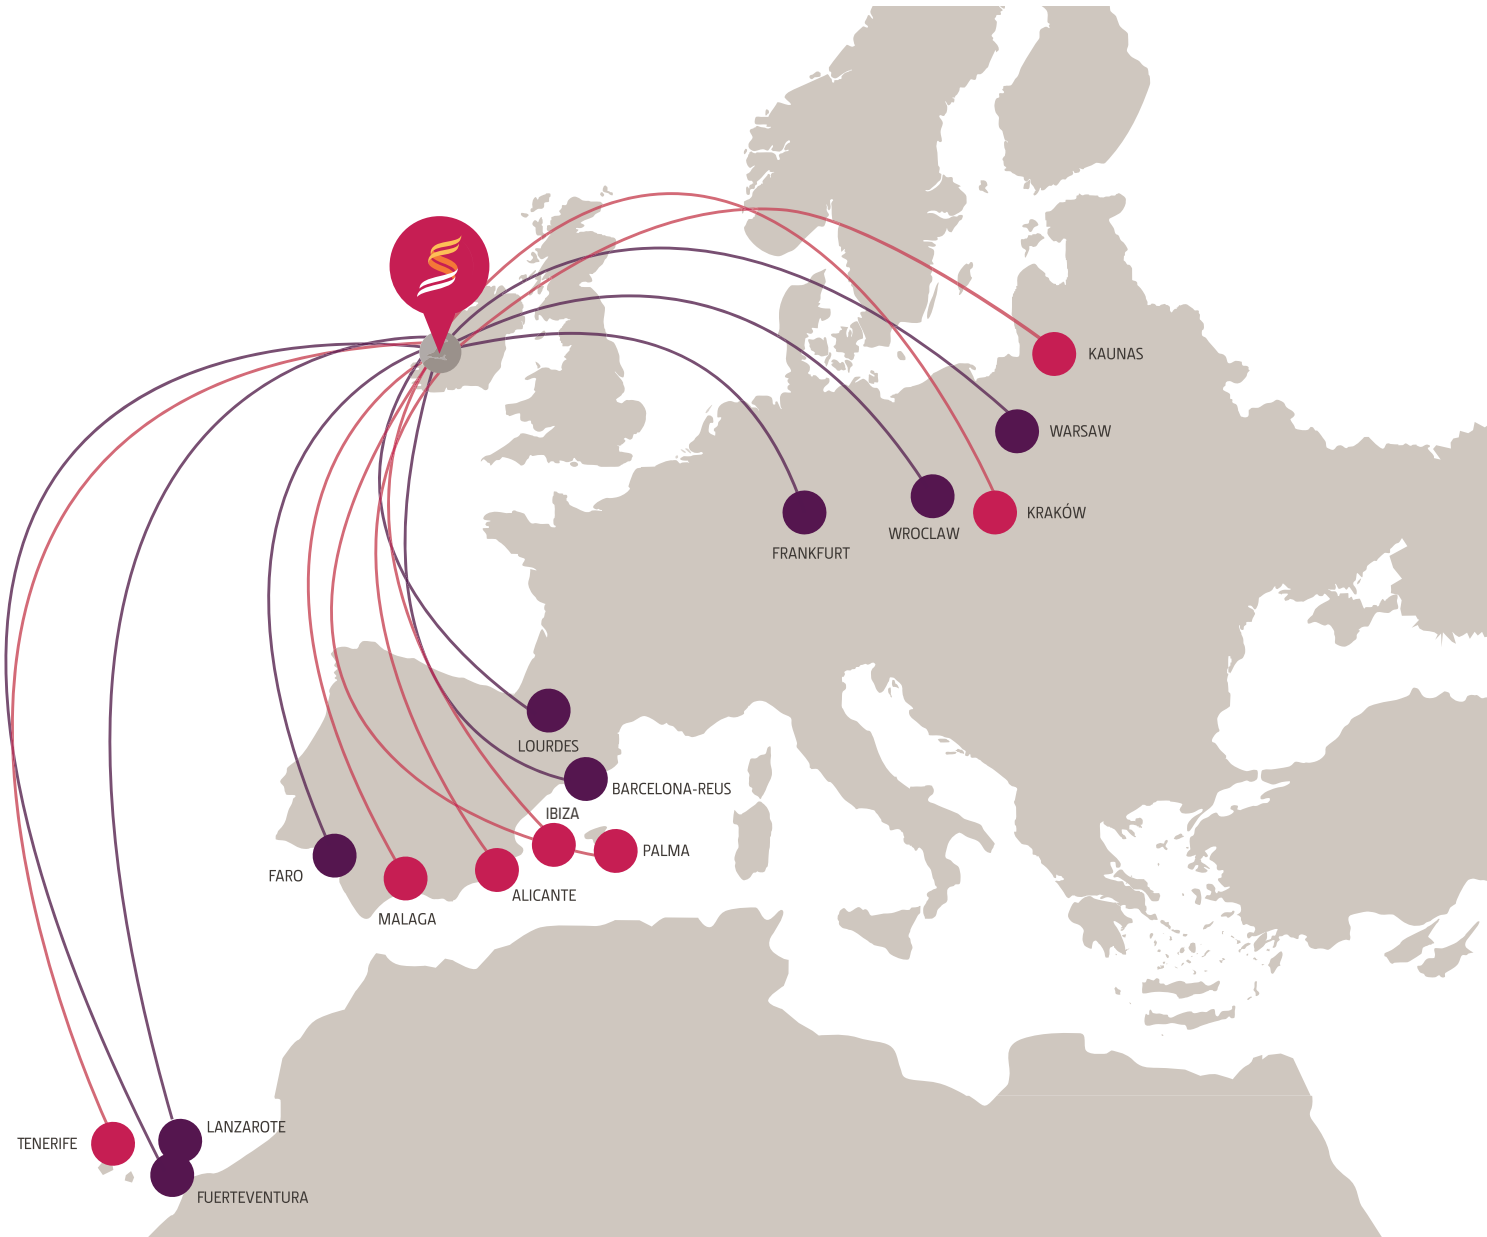 KAUNAS
WARSAW
KRAKÓW
WROCLAW
FRANKFURT
LOURDES
BARCELONA-REUS
IBIZA
PALMA
FARO
ALICANTE
MALAGA
LANZAROTE
TENERIFE
FUERTEVENTURA